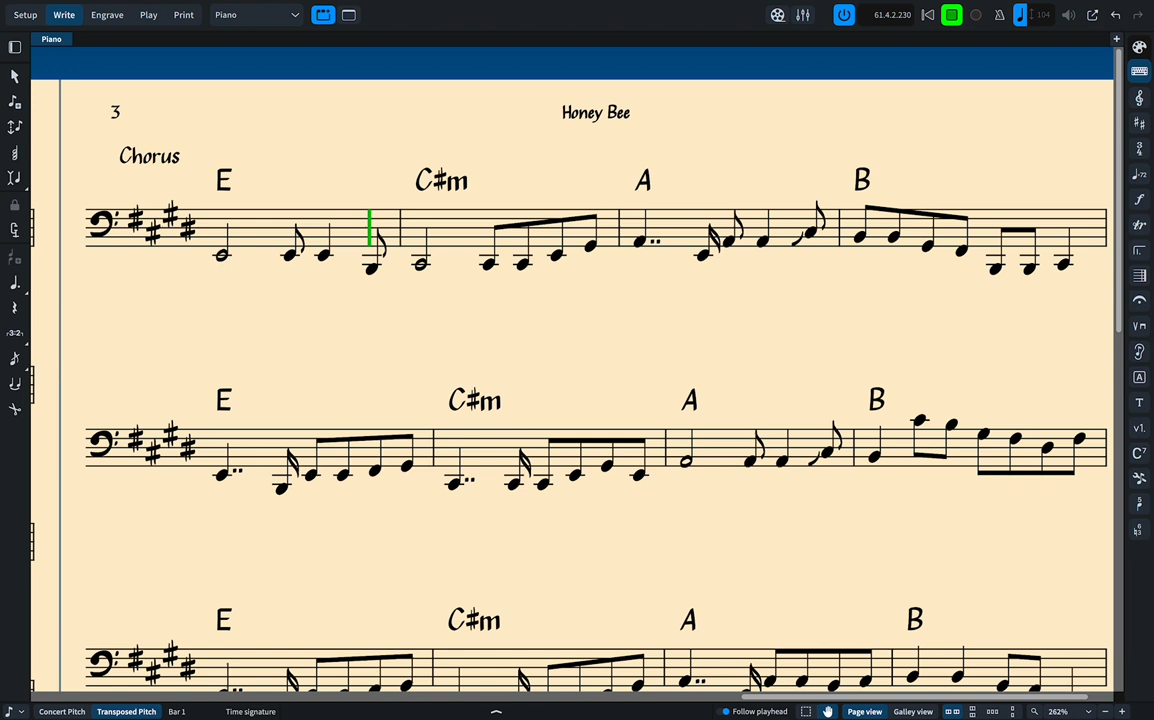 Setup Write Engrave Play Print Piano 61.4.2.230 104
Piano
3 Honey Bee
Chorus
E C#m A B
E C#m A B
E C#m A B
Concert Pitch Transposed Pitch Bar 1 Time signature Follow playhead Page view Galley view 262%